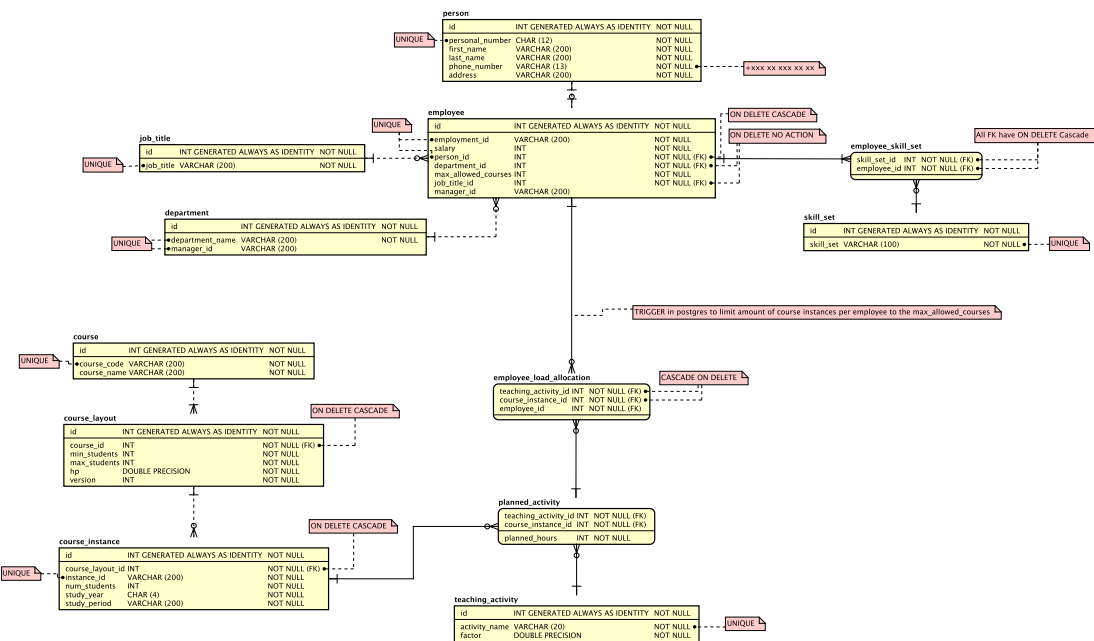 person
id INT GENERATED ALWAYS AS IDENTITY NOT NULL
UNIQUE
personal_number CHAR (12) NOT NULL
first_name VARCHAR (200) NOT NULL
last_name VARCHAR (200) NOT NULL
phone_number VARCHAR (13) NOT NULL
address VARCHAR (200) NOT NULL
+xxx xx xxx xx xx
employee
id INT GENERATED ALWAYS AS IDENTITY NOT NULL
UNIQUE
employment_id VARCHAR (200) NOT NULL
salary INT NOT NULL
person_id INT NOT NULL (FK)
department_id INT NOT NULL (FK)
max_allowed_courses INT NOT NULL
job_title_id INT NOT NULL (FK)
manager_id VARCHAR (200)
ON DELETE CASCADE
ON DELETE NO ACTION
job_title
id INT GENERATED ALWAYS AS IDENTITY NOT NULL
UNIQUE
job_title VARCHAR (200) NOT NULL
All FK have ON DELETE Cascade
employee_skill_set
skill_set_id INT NOT NULL (FK)
employee_id INT NOT NULL (FK)
department
id INT GENERATED ALWAYS AS IDENTITY NOT NULL
UNIQUE
department_name VARCHAR (200) NOT NULL
manager_id VARCHAR (200)
skill_set
id INT GENERATED ALWAYS AS IDENTITY NOT NULL
skill_set VARCHAR (100) NOT NULL
UNIQUE
TRIGGER in postgres to limit amount of course instances per employee to the max_allowed_courses
course
id INT GENERATED ALWAYS AS IDENTITY NOT NULL
UNIQUE
course_code VARCHAR (200) NOT NULL
course_name VARCHAR (200) NOT NULL
employee_load_allocation
teaching_activity_id INT NOT NULL (FK)
course_instance_id INT NOT NULL (FK)
employee_id INT NOT NULL (FK)
CASCADE ON DELETE
course_layout
id INT GENERATED ALWAYS AS IDENTITY NOT NULL
course_id INT NOT NULL (FK)
min_students INT NOT NULL
max_students INT NOT NULL
hp DOUBLE PRECISION NOT NULL
version INT NOT NULL
ON DELETE CASCADE
planned_activity
teaching_activity_id INT NOT NULL (FK)
course_instance_id INT NOT NULL (FK)
planned_hours INT NOT NULL
course_instance
id INT GENERATED ALWAYS AS IDENTITY NOT NULL
course_layout_id INT NOT NULL (FK)
UNIQUE
instance_id VARCHAR (200) NOT NULL
num_students INT NOT NULL
study_year CHAR (4) NOT NULL
study_period VARCHAR (200) NOT NULL
ON DELETE CASCADE
teaching_activity
id INT GENERATED ALWAYS AS IDENTITY NOT NULL
activity_name VARCHAR (20) NOT NULL
factor DOUBLE PRECISION NOT NULL
UNIQUE